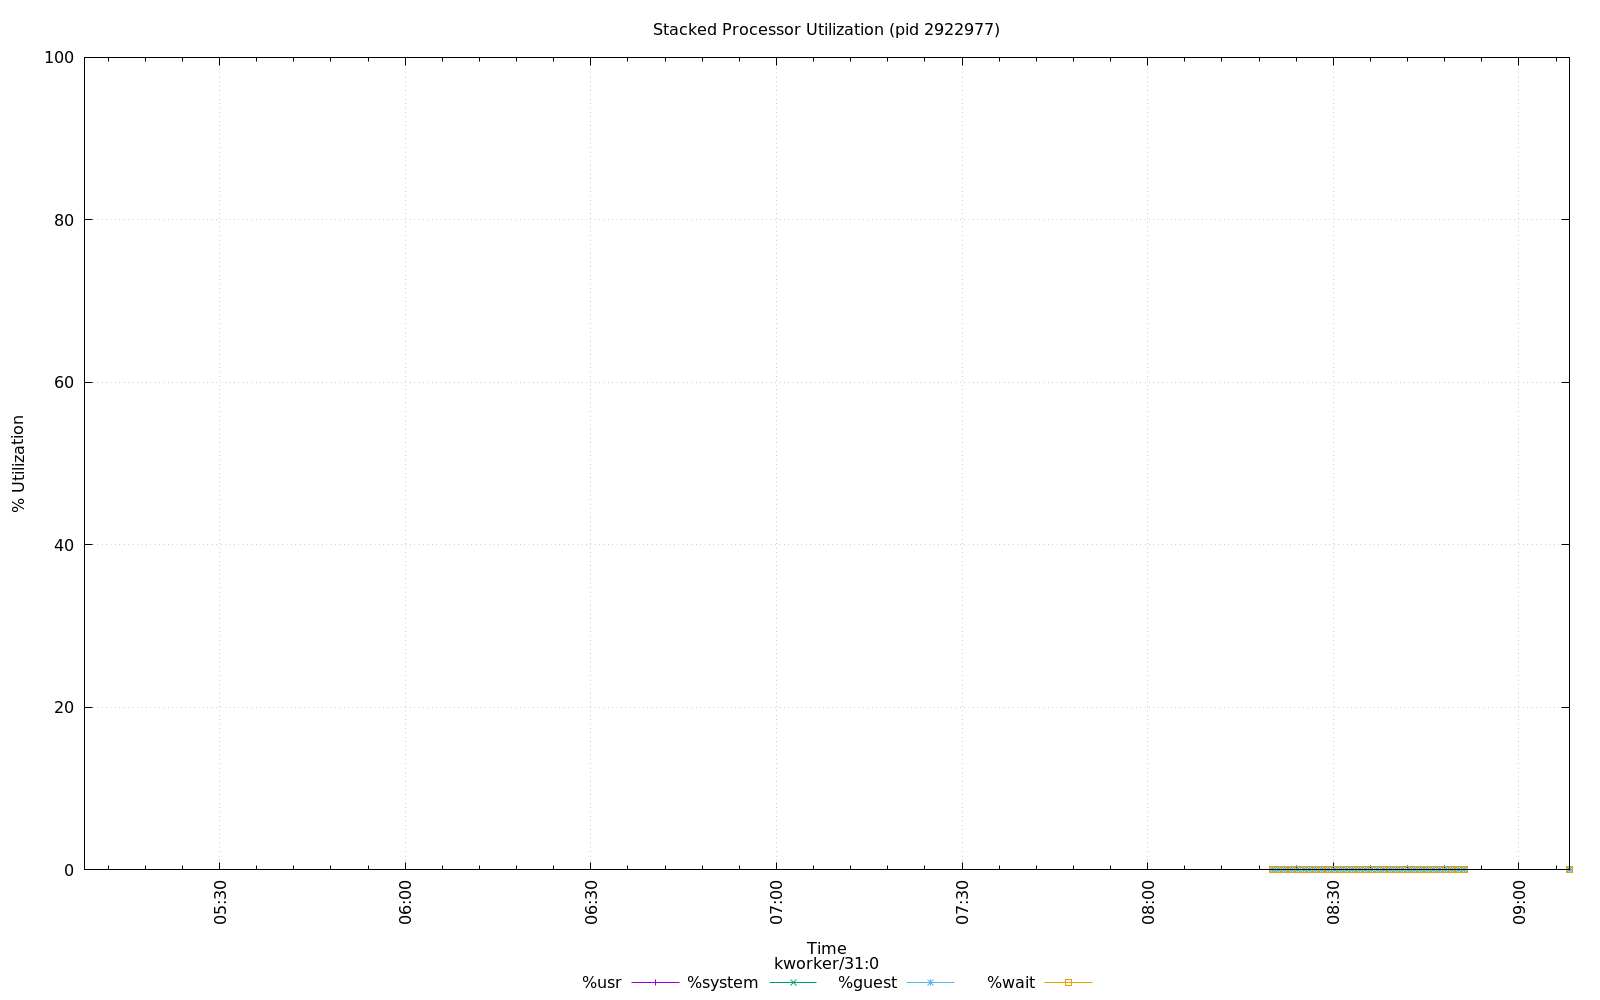 Stacked Processor Utilization (pid 2922977)
100
80
60
40
20
0
% Utilization
05:30 06:00 06:30 07:00 07:30 08:00 08:30 09:00
Time
kworker/31:0
%usr %system %guest %wait